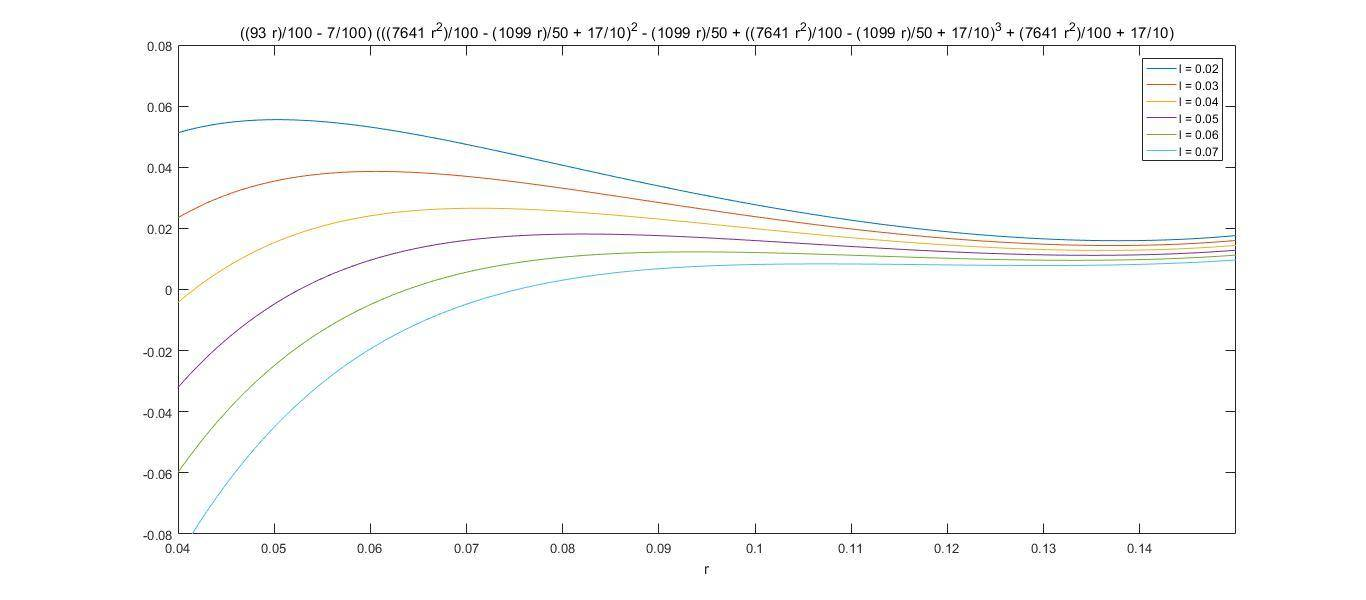 ((93 r)/100 - 7/100) (((7641 r²)/100 - (1099 r)/50 + 17/10)² - (1099 r)/50 + ((7641 r²)/100 - (1099 r)/50 + 17/10)³ + (7641 r²)/100 + 17/10)
0.08
0.06
0.04
0.02
0
-0.02
-0.04
-0.06
-0.08
l = 0.02
l = 0.03
l = 0.04
l = 0.05
l = 0.06
l = 0.07
0.04 0.05 0.06 0.07 0.08 0.09 0.1 0.11 0.12 0.13 0.14
r